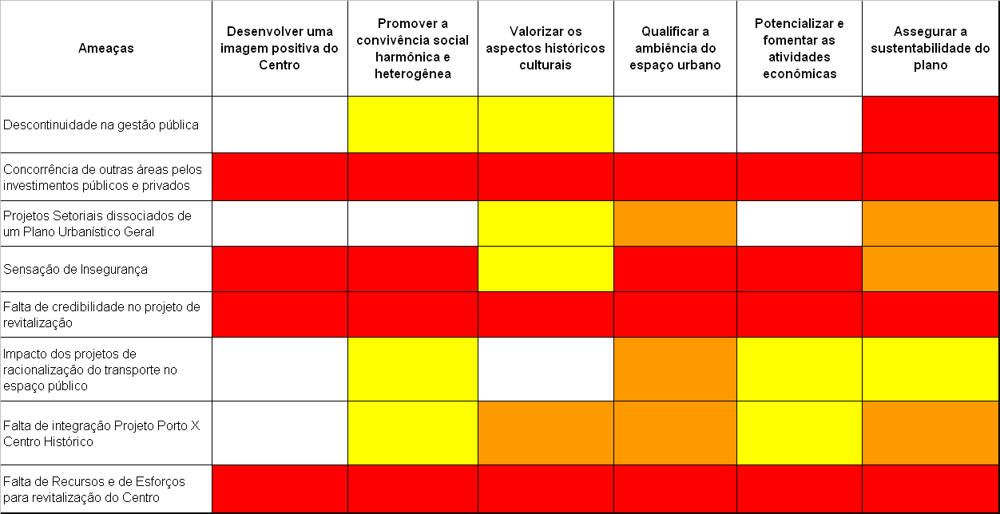 Ameaças
Desenvolver uma
imagem positiva do
Centro
Promover a
convivência social
harmônica e
heterogênea
Valorizar os
aspectos históricos
culturais
Qualificar a
ambiência do
espaço urbano
Potencializar e
fomentar as
atividades
econômicas
Assegurar a
sustentabilidade do
plano
Descontinuidade na gestão pública
Concorrência de outras áreas pelos
investimentos públicos e privados
Projetos Setoriais dissociados de
um Plano Urbanístico Geral
Sensação de Insegurança
Falta de credibilidade no projeto de
revitalização
Impacto dos projetos de
racionalização do transporte no
espaço público
Falta de integração Projeto Porto X
Centro Histórico
Falta de Recursos e de Esforços
para revitalização do Centro